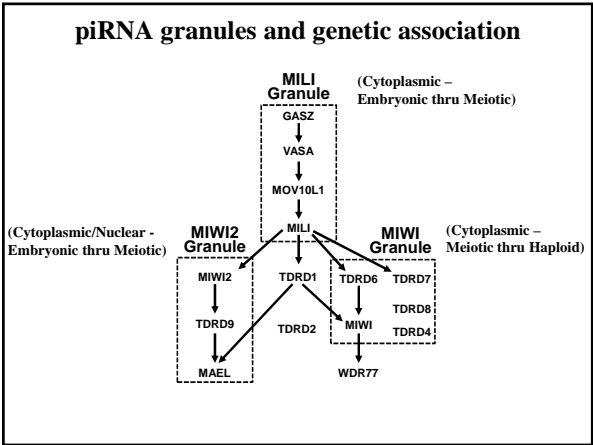 piRNA granules and genetic association
MILI
Granule
(Cytoplasmic –
Embryonic thru Meiotic)
GASZ
VASA
MOV10L1
MILI
(Cytoplasmic/Nuclear -
Embryonic thru Meiotic)
MIWI2
Granule
MIWI
Granule
(Cytoplasmic –
Meiotic thru Haploid)
MIWI2
TDRD1
TDRD6
TDRD7
TDRD8
TDRD9
TDRD2
MIWI
TDRD4
MAEL
WDR77